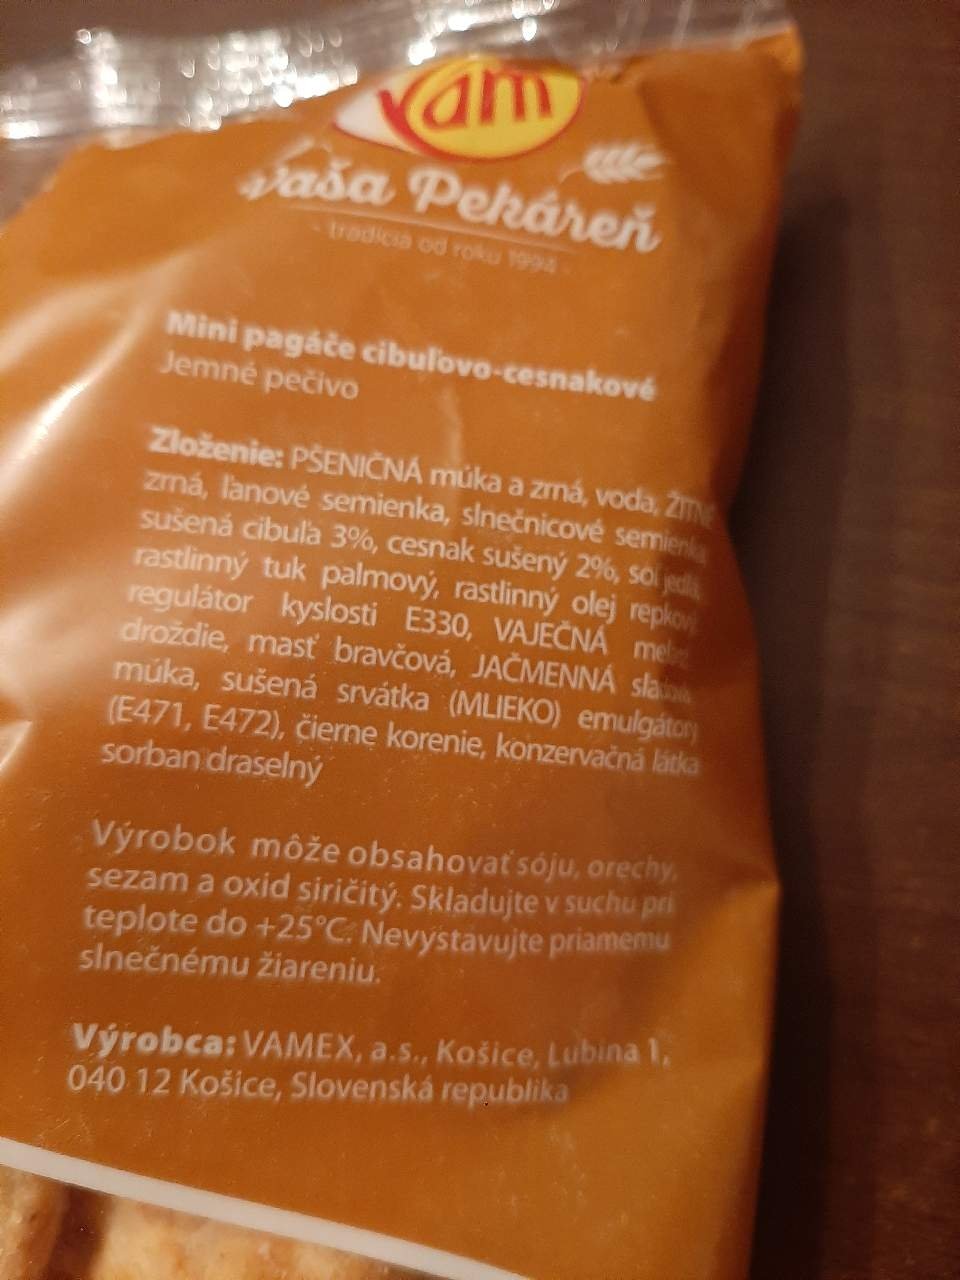 Vam
Vaša Pekáreň
- tradícia od roku 1994 -
Mini pagáče cibuľovo-cesnakové
Jemné pečivo
Zloženie: PŠENIČNÁ múka a zrná, voda,
zrná, ľanové semienka, slnečnicové semienka
sušená cibuľa 3%, cesnak sušený 2%, soľ jedlá,
rastlinný tuk palmový, rastlinný olej repkový
regulátor kyslosti E330, VAJEČNÁ
droždie, masť bravčová, JAČMENNÁ
múka, sušená srvátka (MLIEKO) emulgátory
(E471, E472), čierne korenie, konzervačná látka
sorban draselný
Výrobok môže obsahovať sóju, orechy,
sezam a oxid siričitý. Skladujte v suchu pri
teplote do +25°C. Nevystavujte priamemu
slnečnému žiareniu.
Výrobca: VAMEX, a.s., Košice, Lubina 1,
040 12 Košice, Slovenská republika